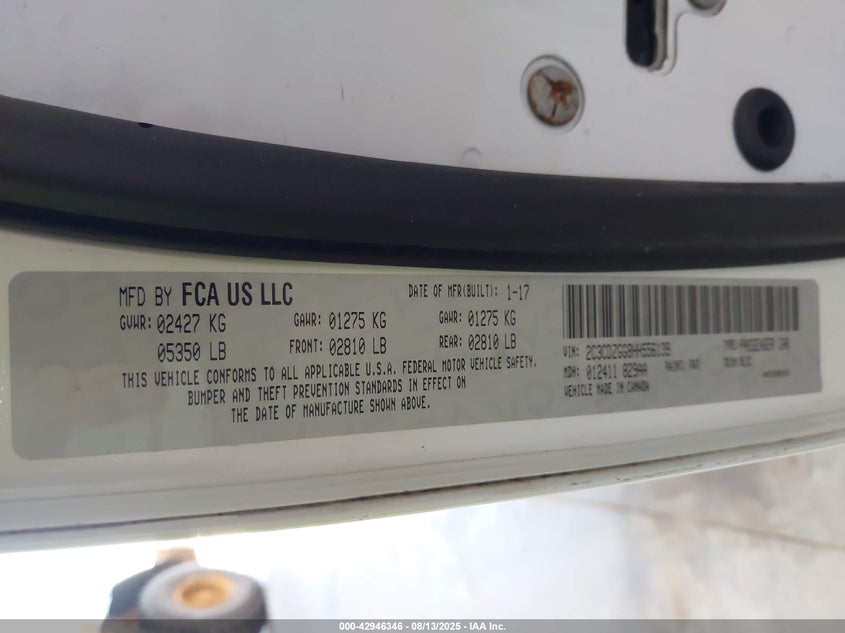 MFD BY FCA US LLC DATE OF MFR(BUILT): 1-17
GVWR: 02427 KG GAWR: 01275 KG GAWR: 01275 KG
05350 LB FRONT: 02810 LB REAR: 02810 LB
THIS VEHICLE CONFORMS TO ALL APPLICABLE U.S.A. FEDERAL MOTOR VEHICLE SAFETY,
BUMPER AND THEFT PREVENTION STANDARDS IN EFFECT ON
THE DATE OF MANUFACTURE SHOWN ABOVE.
VIN: 2C3CDZGG8HH556139 TYPE: PASSENGER CAR
MDH: 012411 829AA PAINT: PW7 TRIM:
VEHICLE MADE IN CANADA
000-42946346 - 08/13/2025 - IAA Inc.